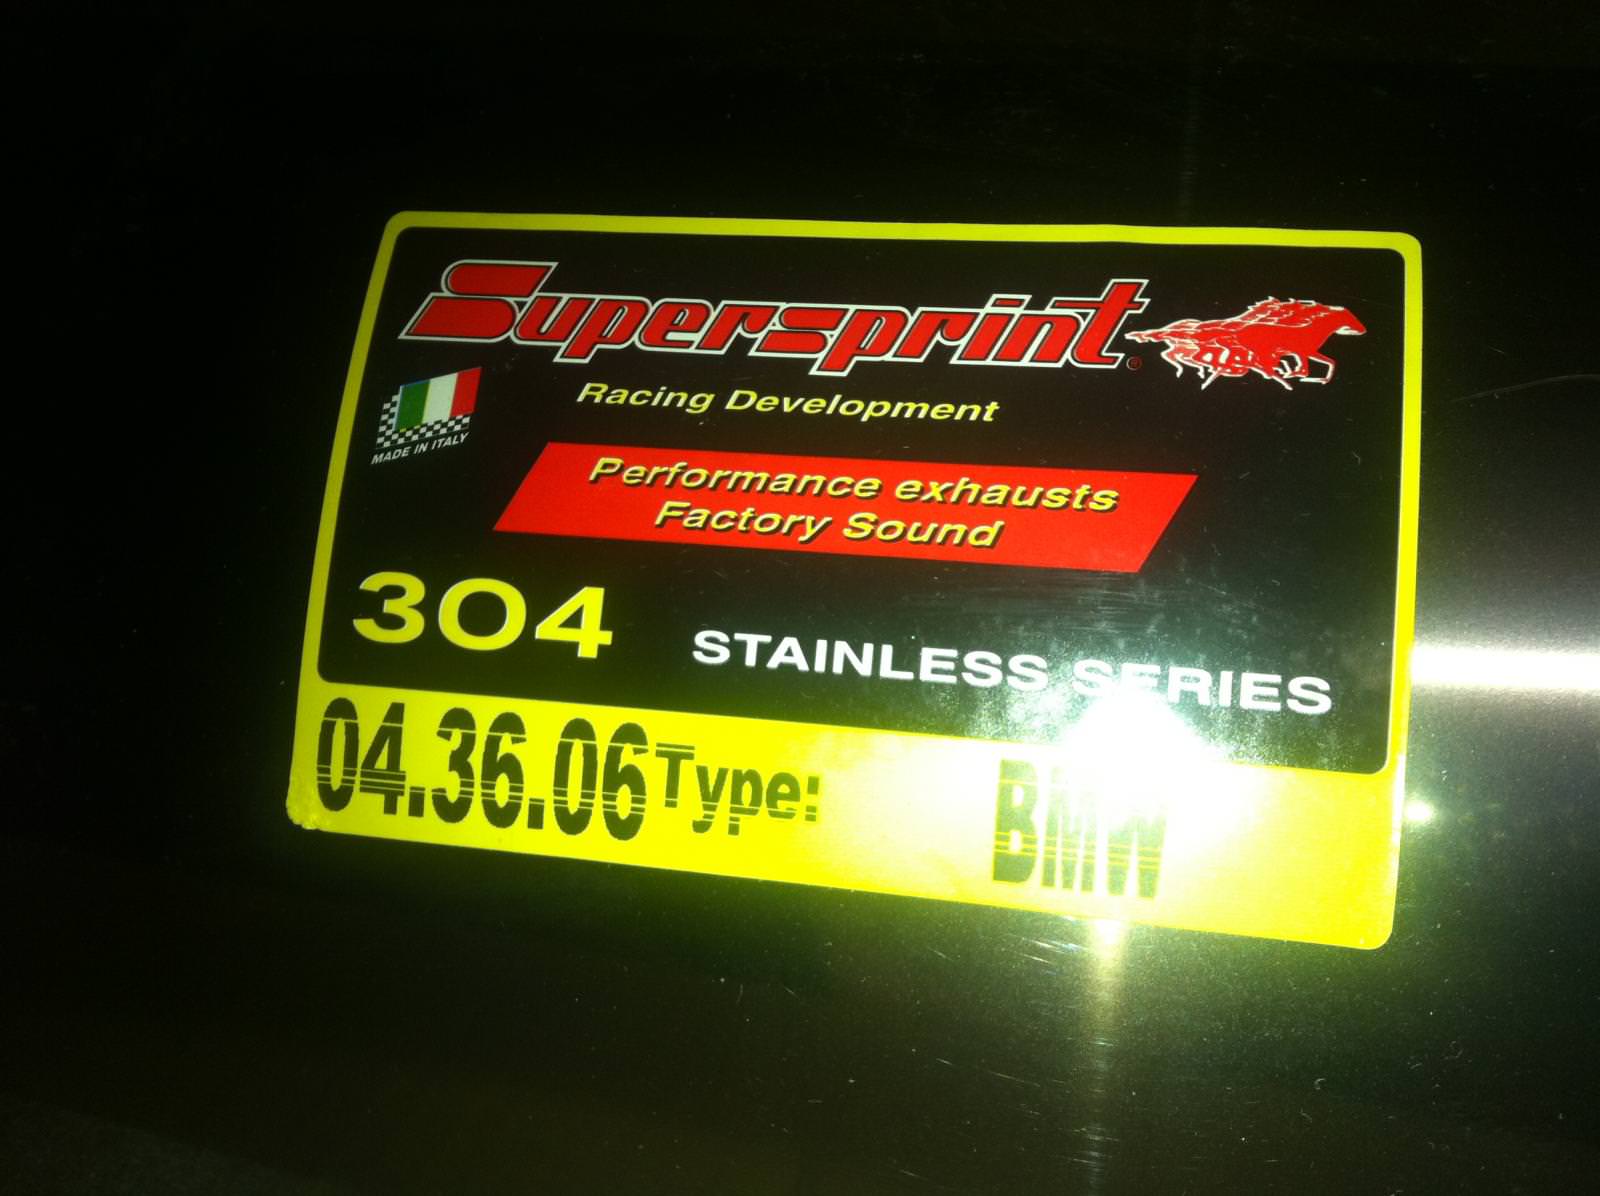 Supersprint®
Racing Development
MADE IN ITALY
Performance exhausts
Factory Sound
304 STAINLESS SERIES
04.36.06 Type: BMW